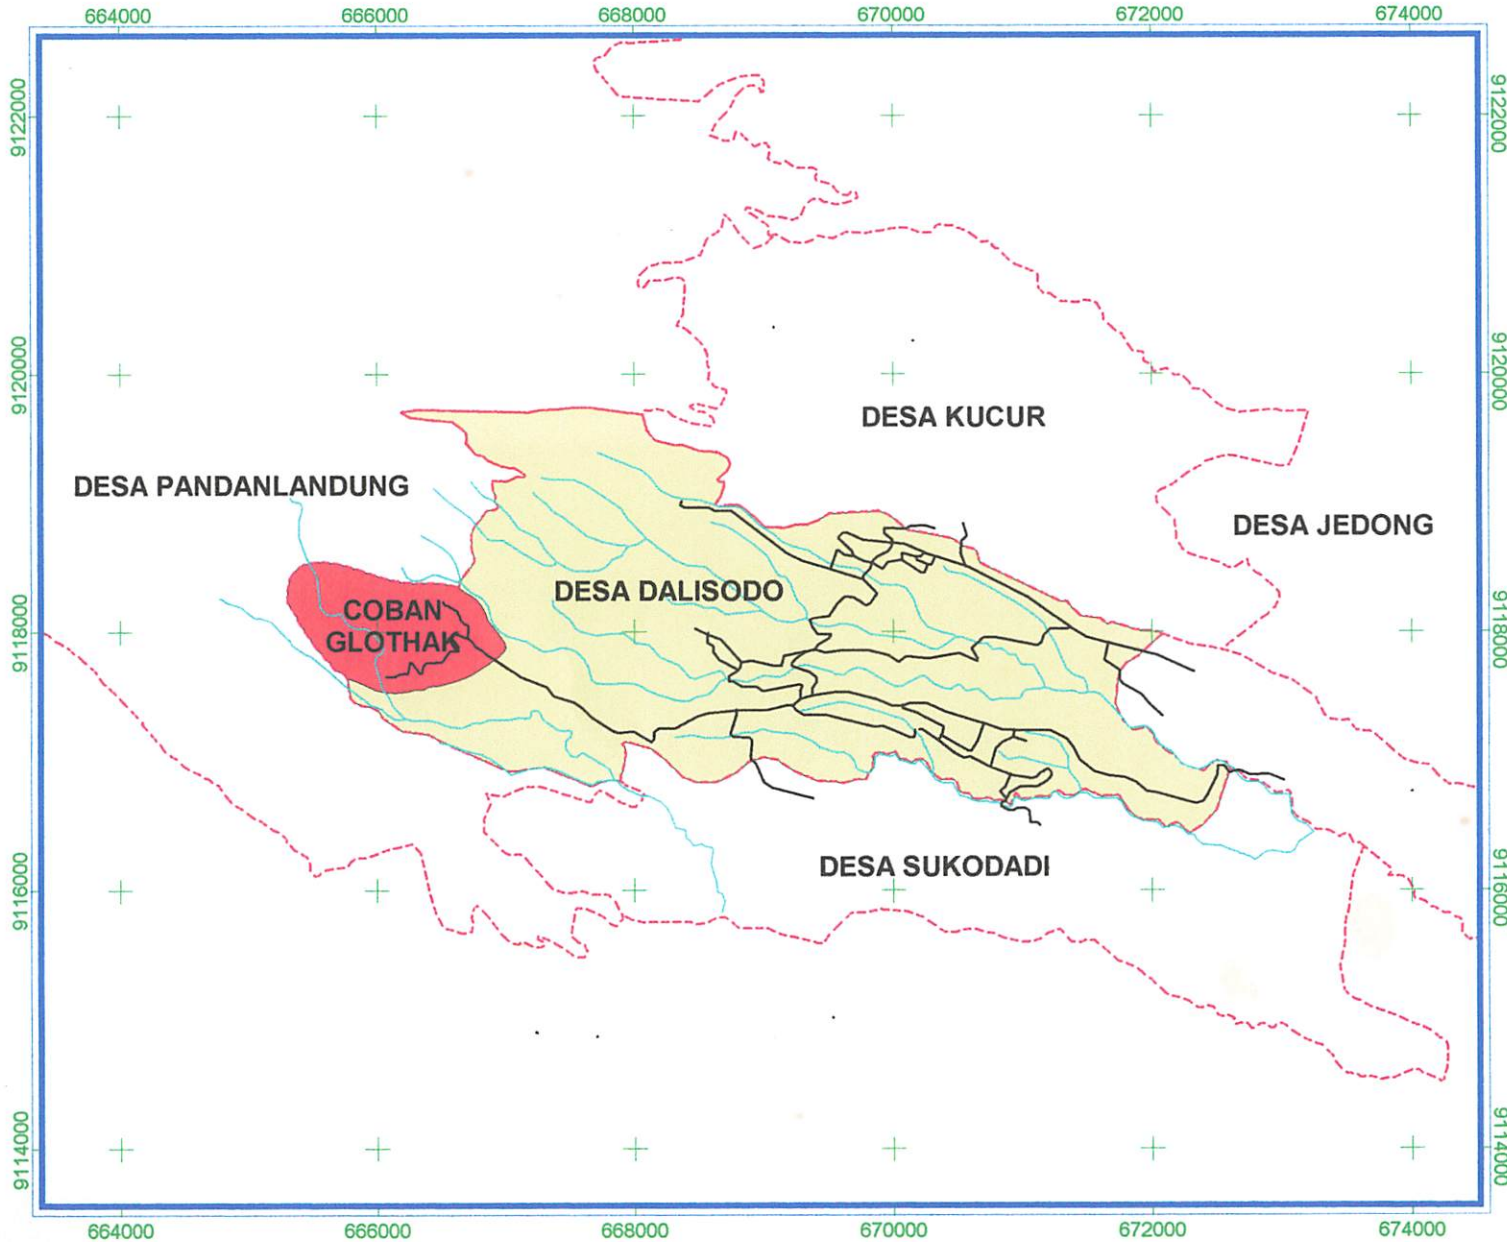 664000 666000 668000 670000 672000 674000
9122000 9122000
9120000 9120000
DESA KUCUR
DESA PANDANLANDUNG
DESA JEDONG
DESA DALISODO
COBAN
GLOTHAK
9118000 9118000
DESA SUKODADI
9116000 9116000
9114000 9114000
664000 666000 668000 670000 672000 674000